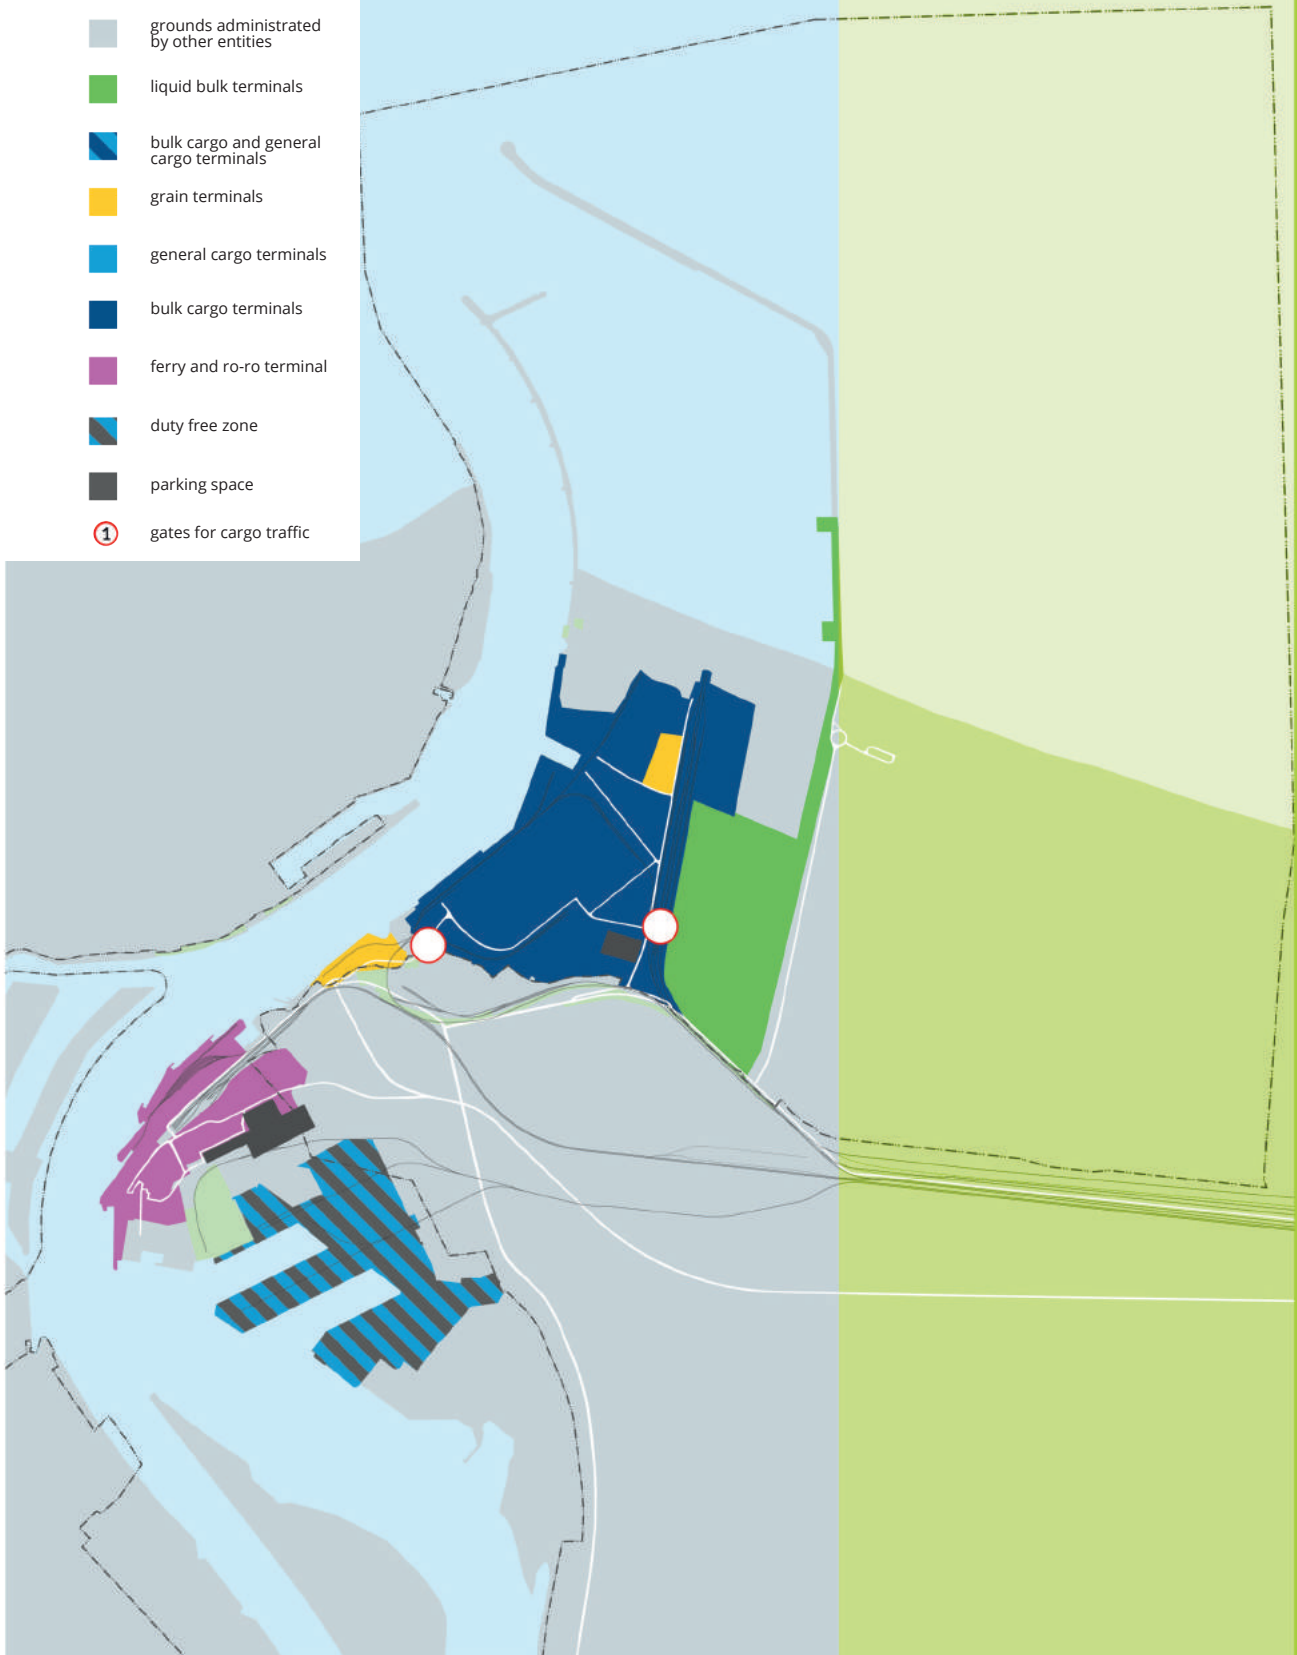 grounds administrated
by other entities
liquid bulk terminals
bulk cargo and general
cargo terminals
grain terminals
general cargo terminals
bulk cargo terminals
ferry and ro-ro terminal
duty free zone
parking space
1
gates for cargo traffic